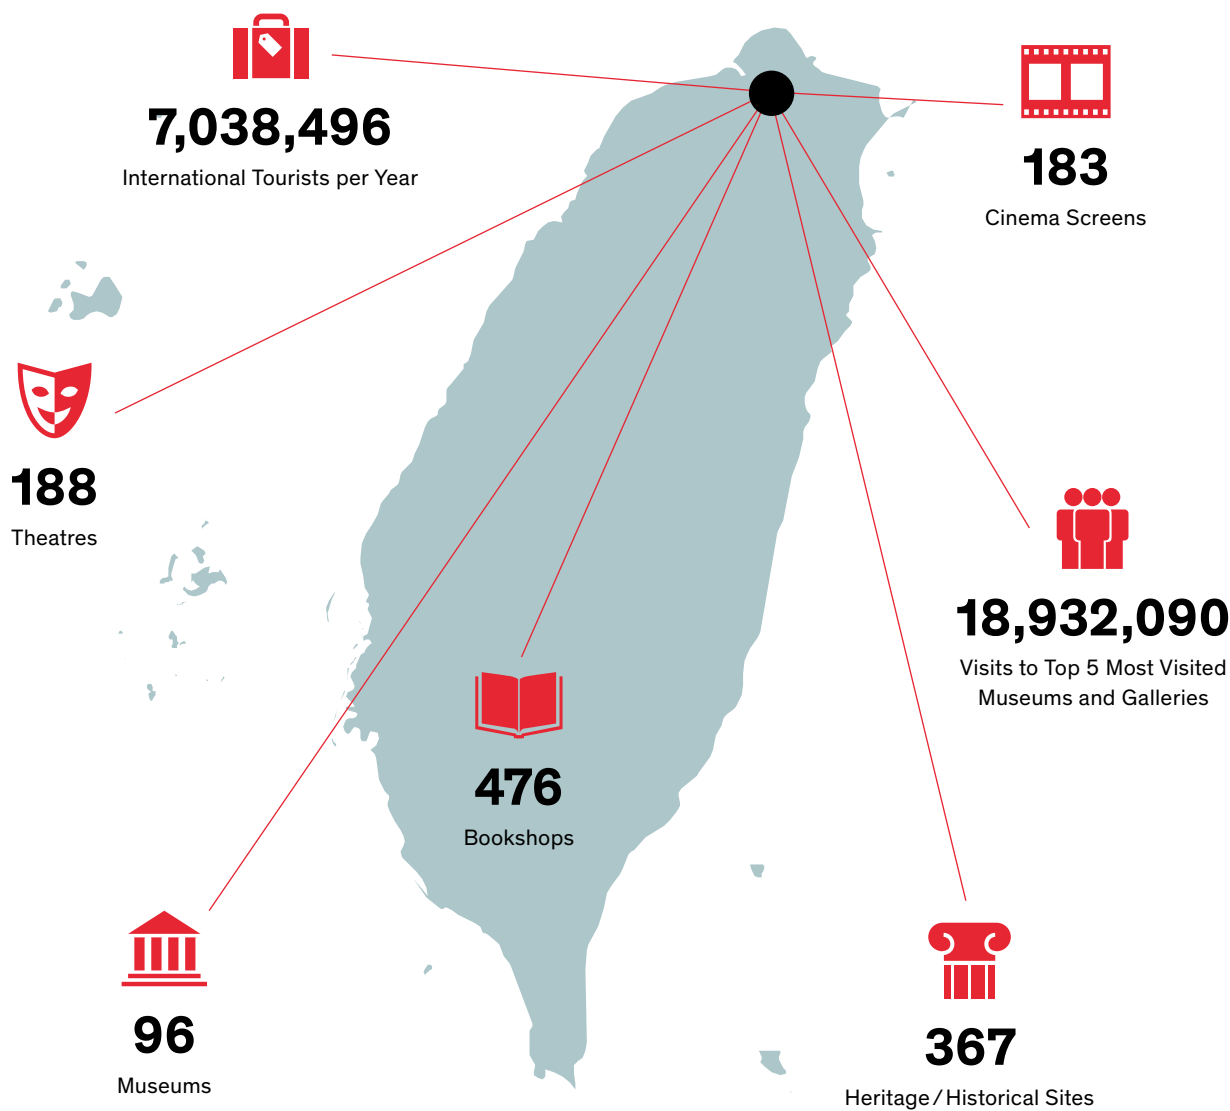 7,038,496
International Tourists per Year
183
Cinema Screens
188
Theatres
18,932,090
Visits to Top 5 Most Visited
Museums and Galleries
476
Bookshops
96
Museums
367
Heritage / Historical Sites